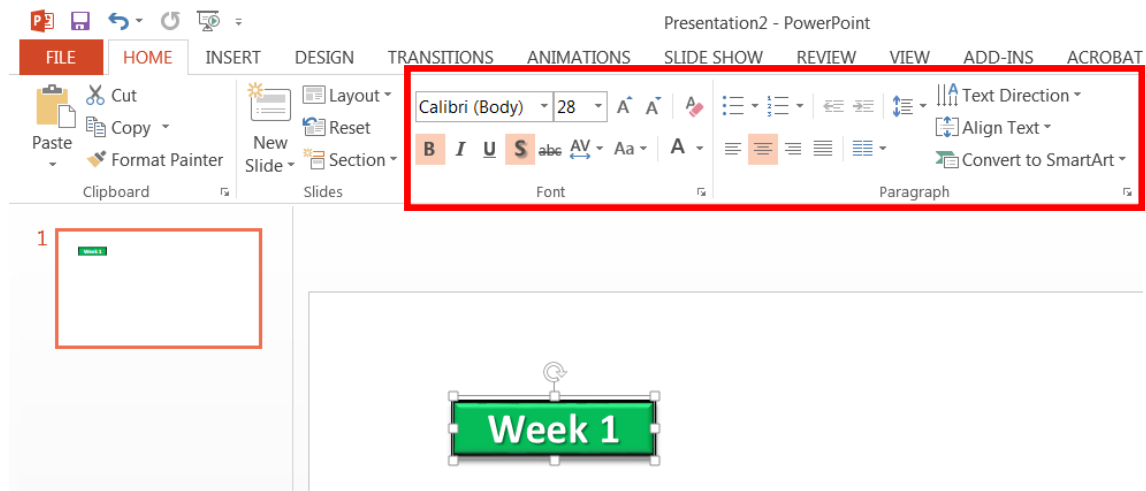 Presentation2 - PowerPoint
FILE HOME INSERT DESIGN TRANSITIONS ANIMATIONS SLIDE SHOW REVIEW VIEW ADD-INS ACROBAT
Cut
Copy
Format Painter
Paste
Clipboard
New
Slide
Layout
Reset
Section
Slides
Calibri (Body) 28 A A A
B I U S abc AV Aa A
Font
Text Direction
Align Text
Convert to SmartArt
Paragraph
1
Week 1
Week 1